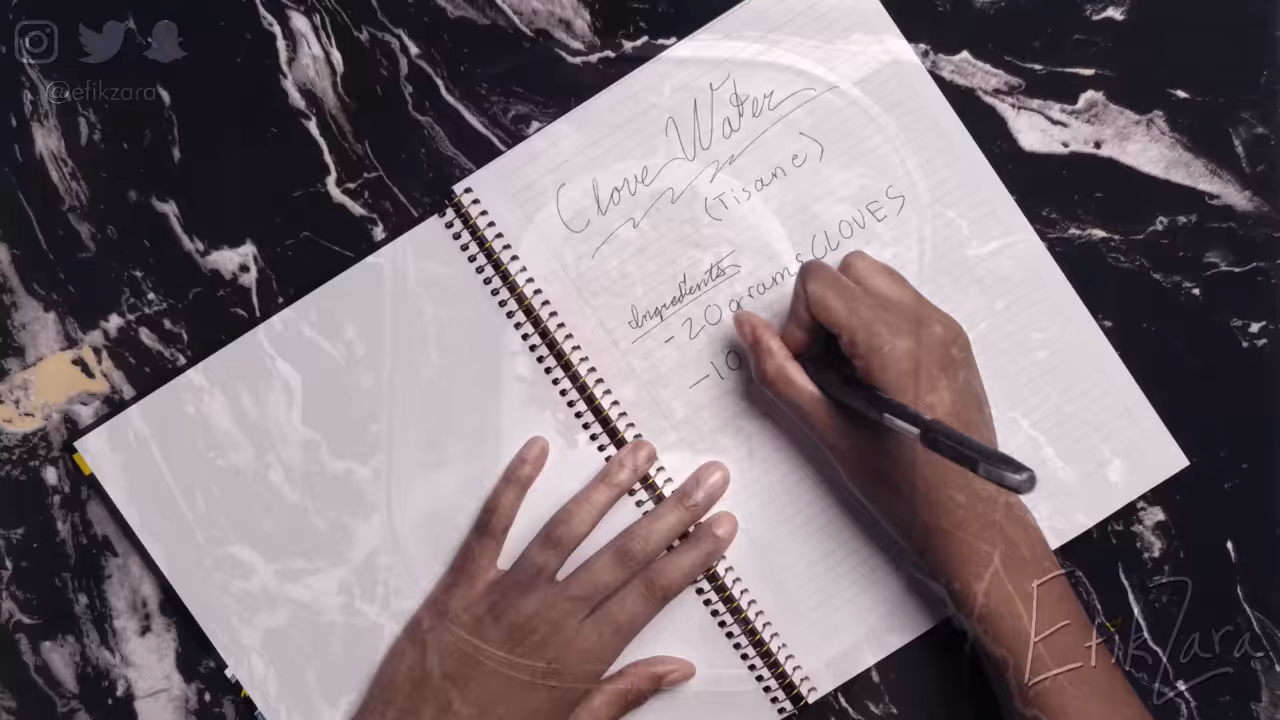 @efikzara
Clove Water
(Tisane)
Ingredients
- 20 grams CLOVES
- 10
EfikZara